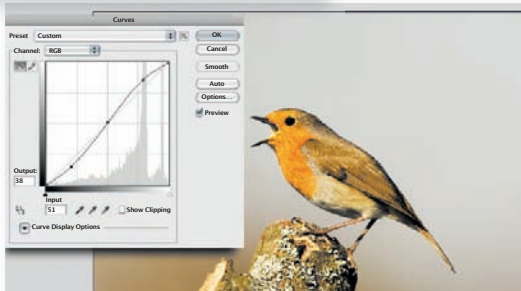 Curves
Preset Custom
OK
Channel: RGB
Cancel
Smooth
Auto
Options...
Preview
Output:
38
Input
51
Show Clipping
Curve Display Options